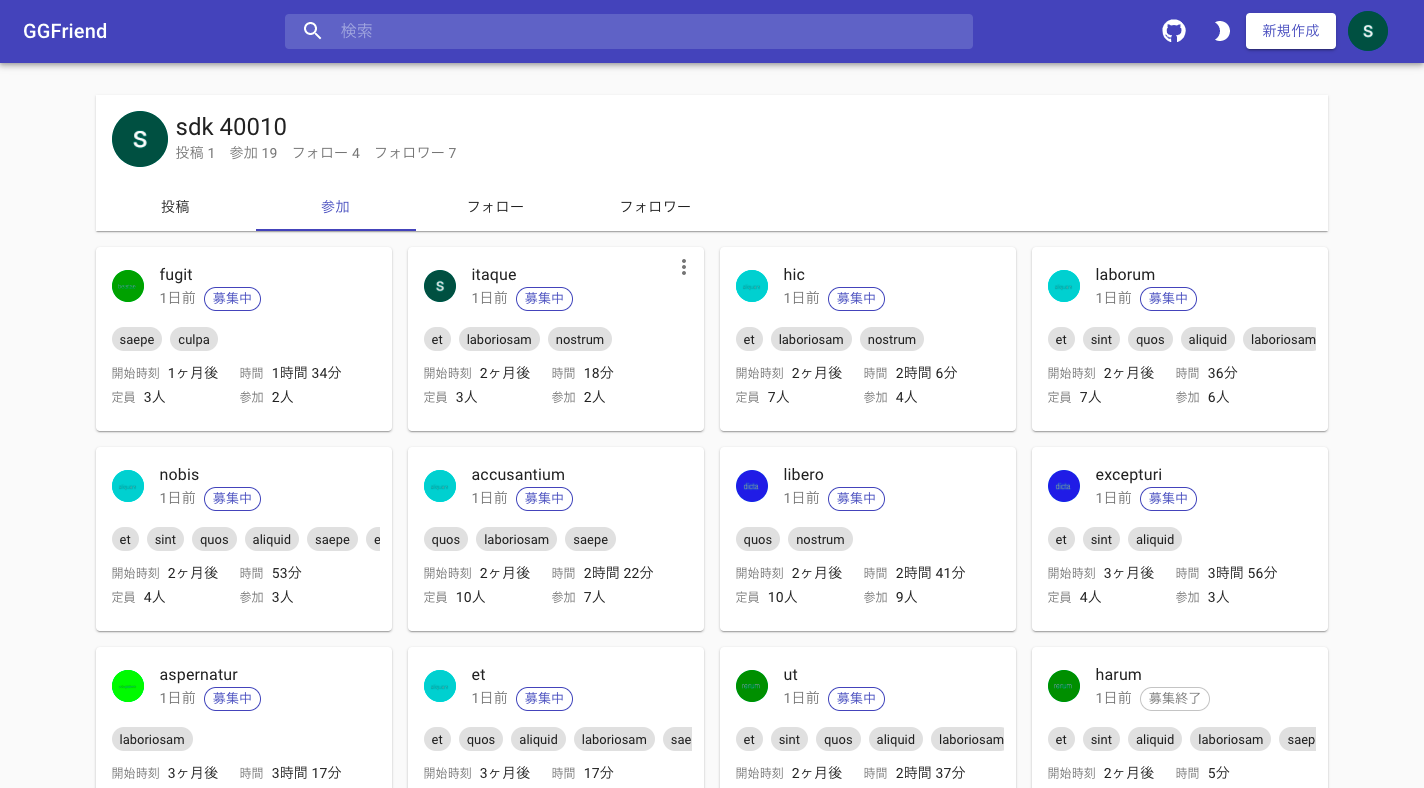 GGFriend
検索
新規作成
S
S
sdk 40010
投稿 1 参加 19 フォロー 4 フォロワー 7
投稿 参加 フォロー フォロワー
fugit
1日前 募集中
saepe culpa
開始時刻 1ヶ月後 時間 1時間 34分
定員 3人 参加 2人
S
itaque
1日前 募集中
et laboriosam nostrum
開始時刻 2ヶ月後 時間 18分
定員 3人 参加 2人
hic
1日前 募集中
et laboriosam nostrum
開始時刻 2ヶ月後 時間 2時間 6分
定員 7人 参加 4人
laborum
1日前 募集中
et sint quos aliquid laboriosam
開始時刻 2ヶ月後 時間 36分
定員 7人 参加 6人
nobis
1日前 募集中
et sint quos aliquid saepe e
開始時刻 2ヶ月後 時間 53分
定員 4人 参加 3人
accusantium
1日前 募集中
quos laboriosam saepe
開始時刻 2ヶ月後 時間 2時間 22分
定員 10人 参加 7人
dicta
libero
1日前 募集中
quos nostrum
開始時刻 2ヶ月後 時間 2時間 41分
定員 10人 参加 9人
dicta
excepturi
1日前 募集中
et sint aliquid
開始時刻 3ヶ月後 時間 3時間 56分
定員 4人 参加 3人
aspernatur
1日前 募集中
laboriosam
開始時刻 3ヶ月後 時間 3時間 17分
et
1日前 募集中
et quos aliquid laboriosam sae
開始時刻 3ヶ月後 時間 17分
ut
1日前 募集中
et sint quos aliquid laboriosam
開始時刻 2ヶ月後 時間 2時間 37分
harum
1日前 募集終了
et sint aliquid laboriosam saep
開始時刻 2ヶ月後 時間 5分